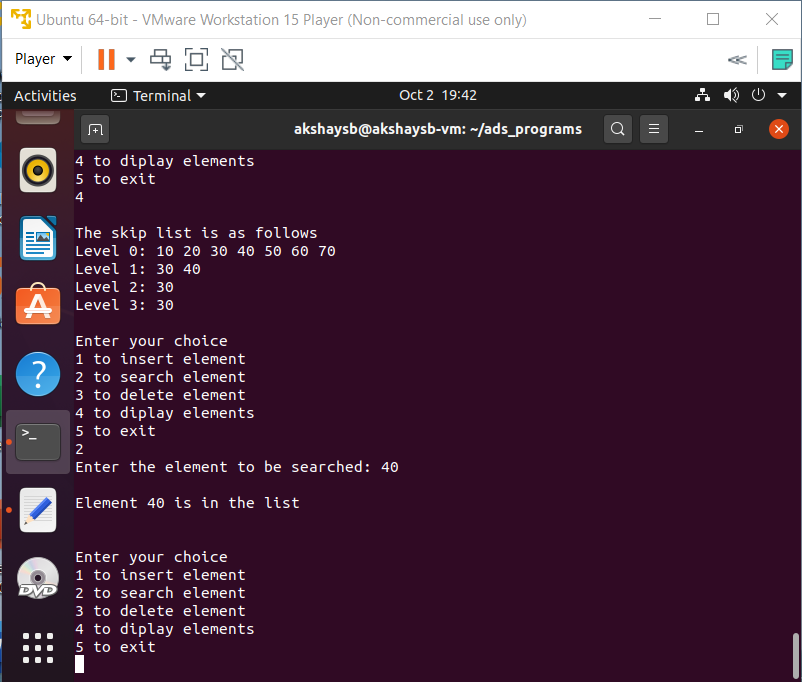 Ubuntu 64-bit - VMware Workstation 15 Player (Non-commercial use only)
Player
Activities Terminal Oct 2 19:42
akshaysb@akshaysb-vm: ~/ads_programs
4 to diplay elements
5 to exit
4
The skip list is as follows
Level 0: 10 20 30 40 50 60 70
Level 1: 30 40
Level 2: 30
Level 3: 30
Enter your choice
1 to insert element
2 to search element
3 to delete element
4 to diplay elements
5 to exit
2
Enter the element to be searched: 40
Element 40 is in the list
Enter your choice
1 to insert element
2 to search element
3 to delete element
4 to diplay elements
5 to exit
DVD